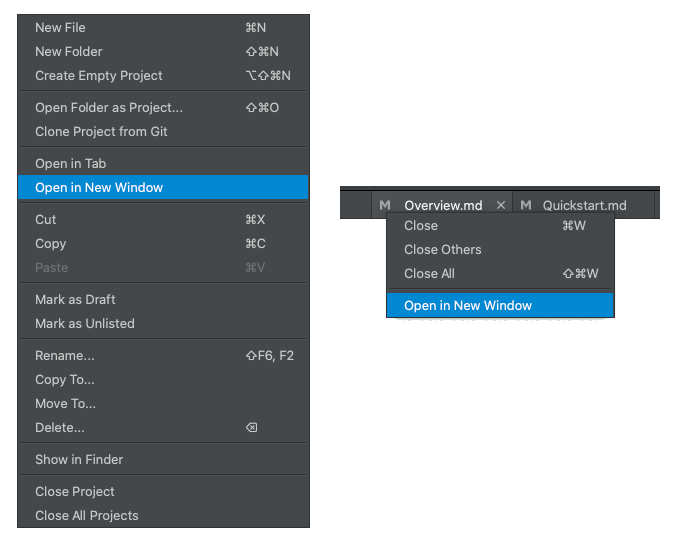 New File ⌘N
New Folder ⇧⌘N
Create Empty Project ⌥⇧⌘N
Open Folder as Project... ⇧⌘O
Clone Project from Git
Open in Tab
Open in New Window
Cut ⌘X
Copy ⌘C
Paste ⌘V
Mark as Draft
Mark as Unlisted
Rename... ⇧F6, F2
Copy To...
Move To...
Delete... ⌫
Show in Finder
Close Project
Close All Projects
M Overview.md × M Quickstart.md
Close ⌘W
Close Others
Close All ⇧⌘W
Open in New Window